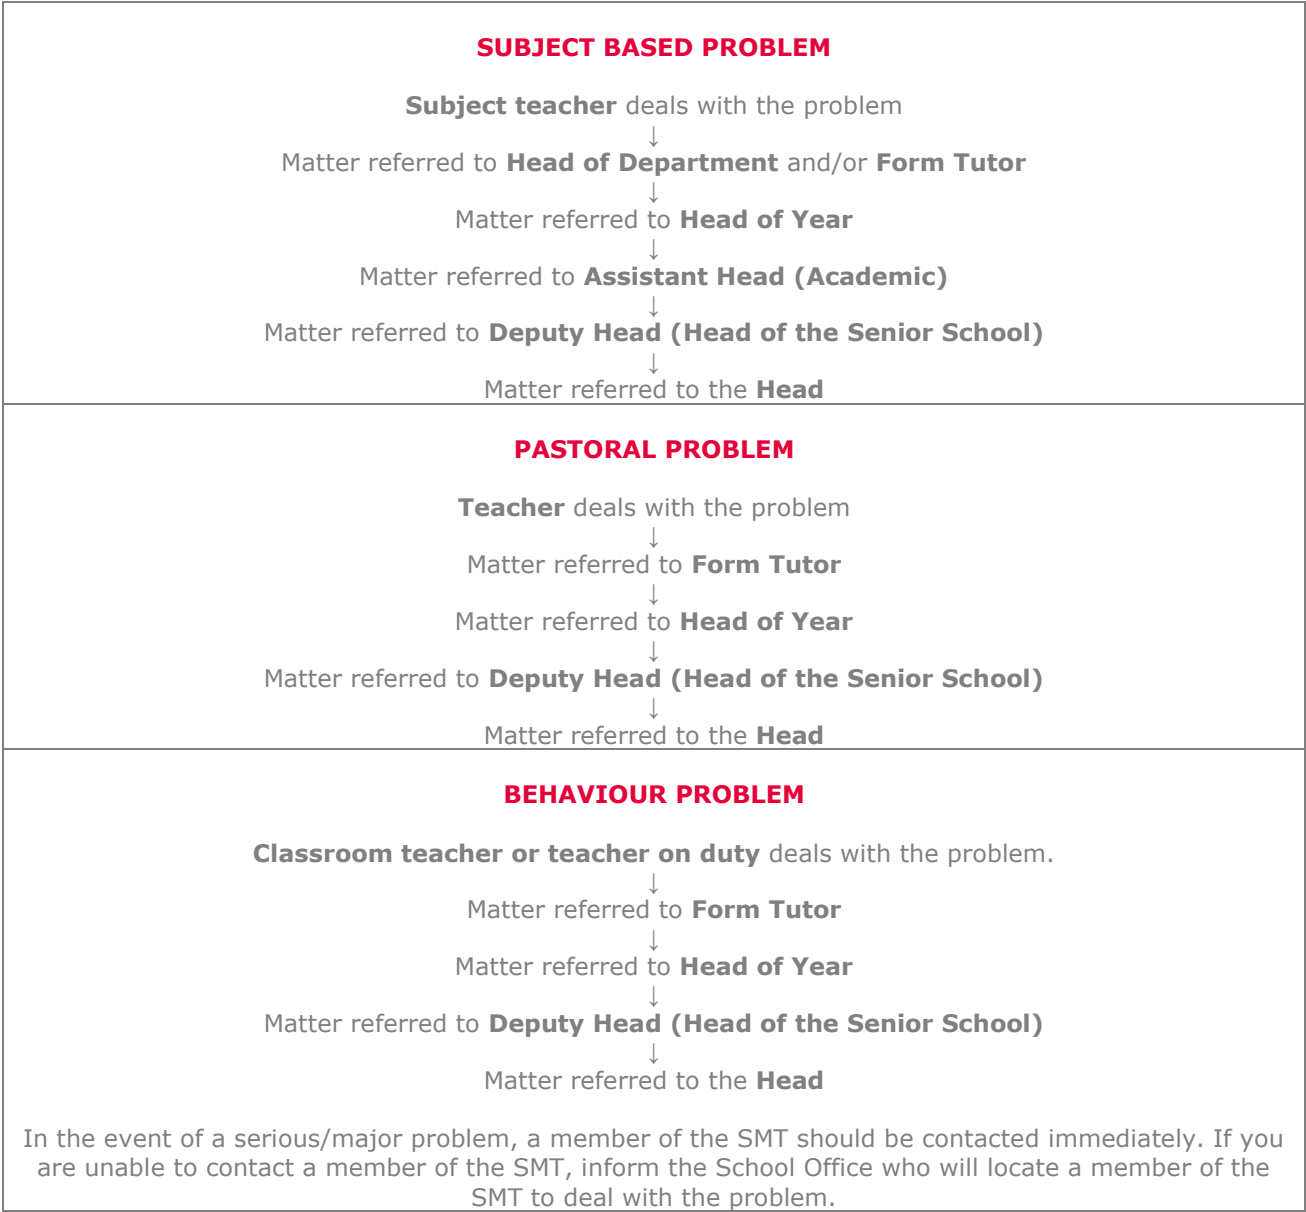 SUBJECT BASED PROBLEM
Subject teacher deals with the problem
↓
Matter referred to Head of Department and/or Form Tutor
↓
Matter referred to Head of Year
↓
Matter referred to Assistant Head (Academic)
↓
Matter referred to Deputy Head (Head of the Senior School)
↓
Matter referred to the Head
PASTORAL PROBLEM
Teacher deals with the problem
↓
Matter referred to Form Tutor
↓
Matter referred to Head of Year
↓
Matter referred to Deputy Head (Head of the Senior School)
↓
Matter referred to the Head
BEHAVIOUR PROBLEM
Classroom teacher or teacher on duty deals with the problem.
↓
Matter referred to Form Tutor
↓
Matter referred to Head of Year
↓
Matter referred to Deputy Head (Head of the Senior School)
↓
Matter referred to the Head
In the event of a serious/major problem, a member of the SMT should be contacted immediately. If you
are unable to contact a member of the SMT, inform the School Office who will locate a member of the
SMT to deal with the problem.